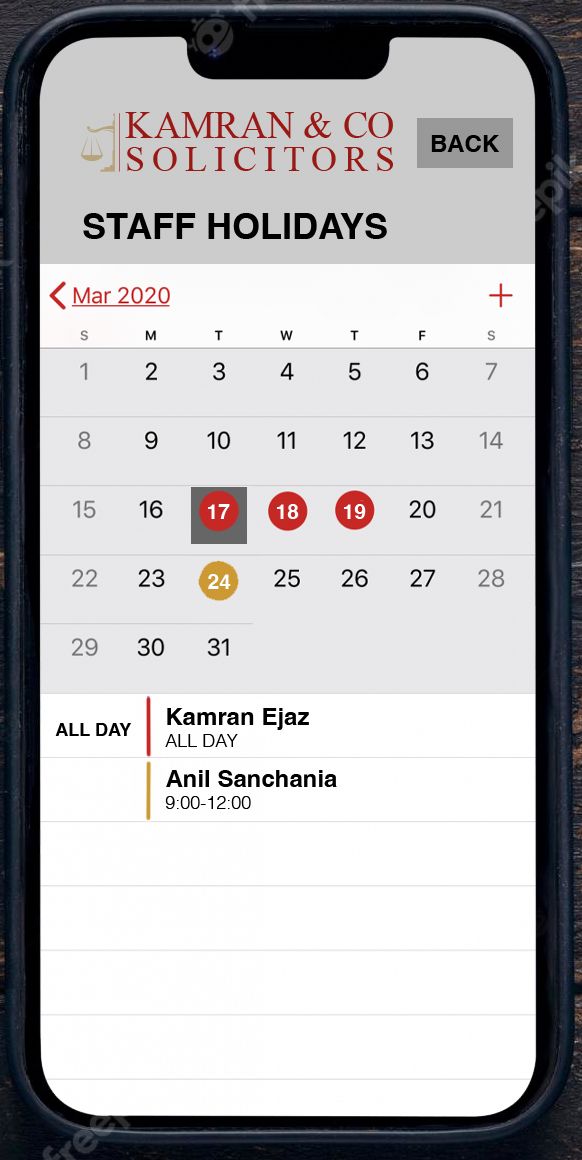 KAMRAN & CO
SOLICITORS
BACK
STAFF HOLIDAYS
Mar 2020
S M T W T F S
1 2 3 4 5 6 7
8 9 10 11 12 13 14
15 16 17 18 19 20 21
22 23 24 25 26 27 28
29 30 31
ALL DAY
Kamran Ejaz
ALL DAY
Anil Sanchania
9:00-12:00